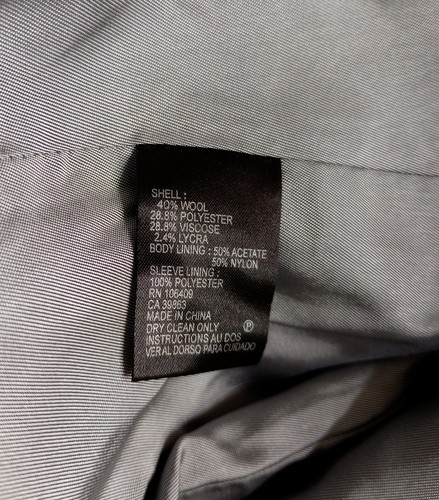 SHELL :
40% WOOL
28.8% POLYESTER
28.8% VISCOSE
2.4% LYCRA
BODY LINING : 50% ACETATE
50% NYLON
SLEEVE LINING :
100% POLYESTER
RN 106409
CA 39863
MADE IN CHINA
DRY CLEAN ONLY Ⓟ
INSTRUCTIONS AU DOS
VER AL DORSO PARA CUIDADO